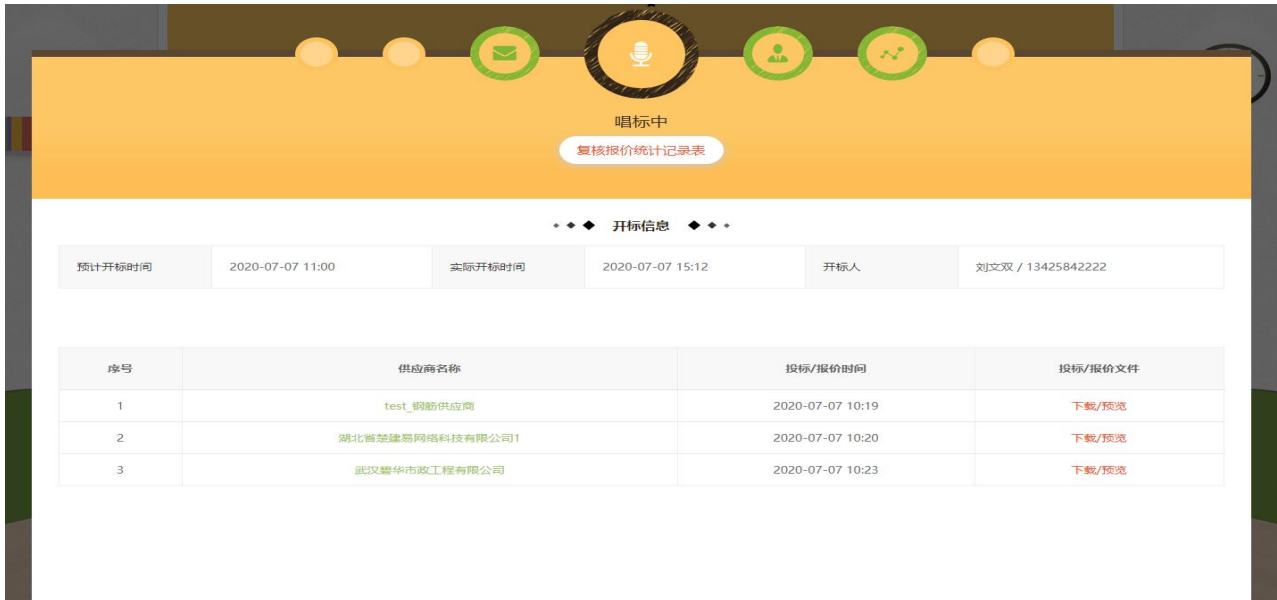 唱标中
复核报价统计记录表
开标信息
预计开标时间 2020-07-07 11:00 实际开标时间 2020-07-07 15:12 开标人 刘文双 / 13425842222
序号 供应商名称 投标/报价时间 投标/报价文件
1 test_钢筋供应商 2020-07-07 10:19 下载/预览
2 湖北省楚建易网络科技有限公司1 2020-07-07 10:20 下载/预览
3 武汉碧华市政工程有限公司 2020-07-07 10:23 下载/预览